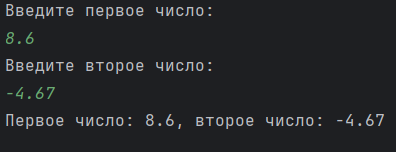 Введите первое число:
8.6
Введите второе число:
-4.67
Первое число: 8.6, второе число: -4.67